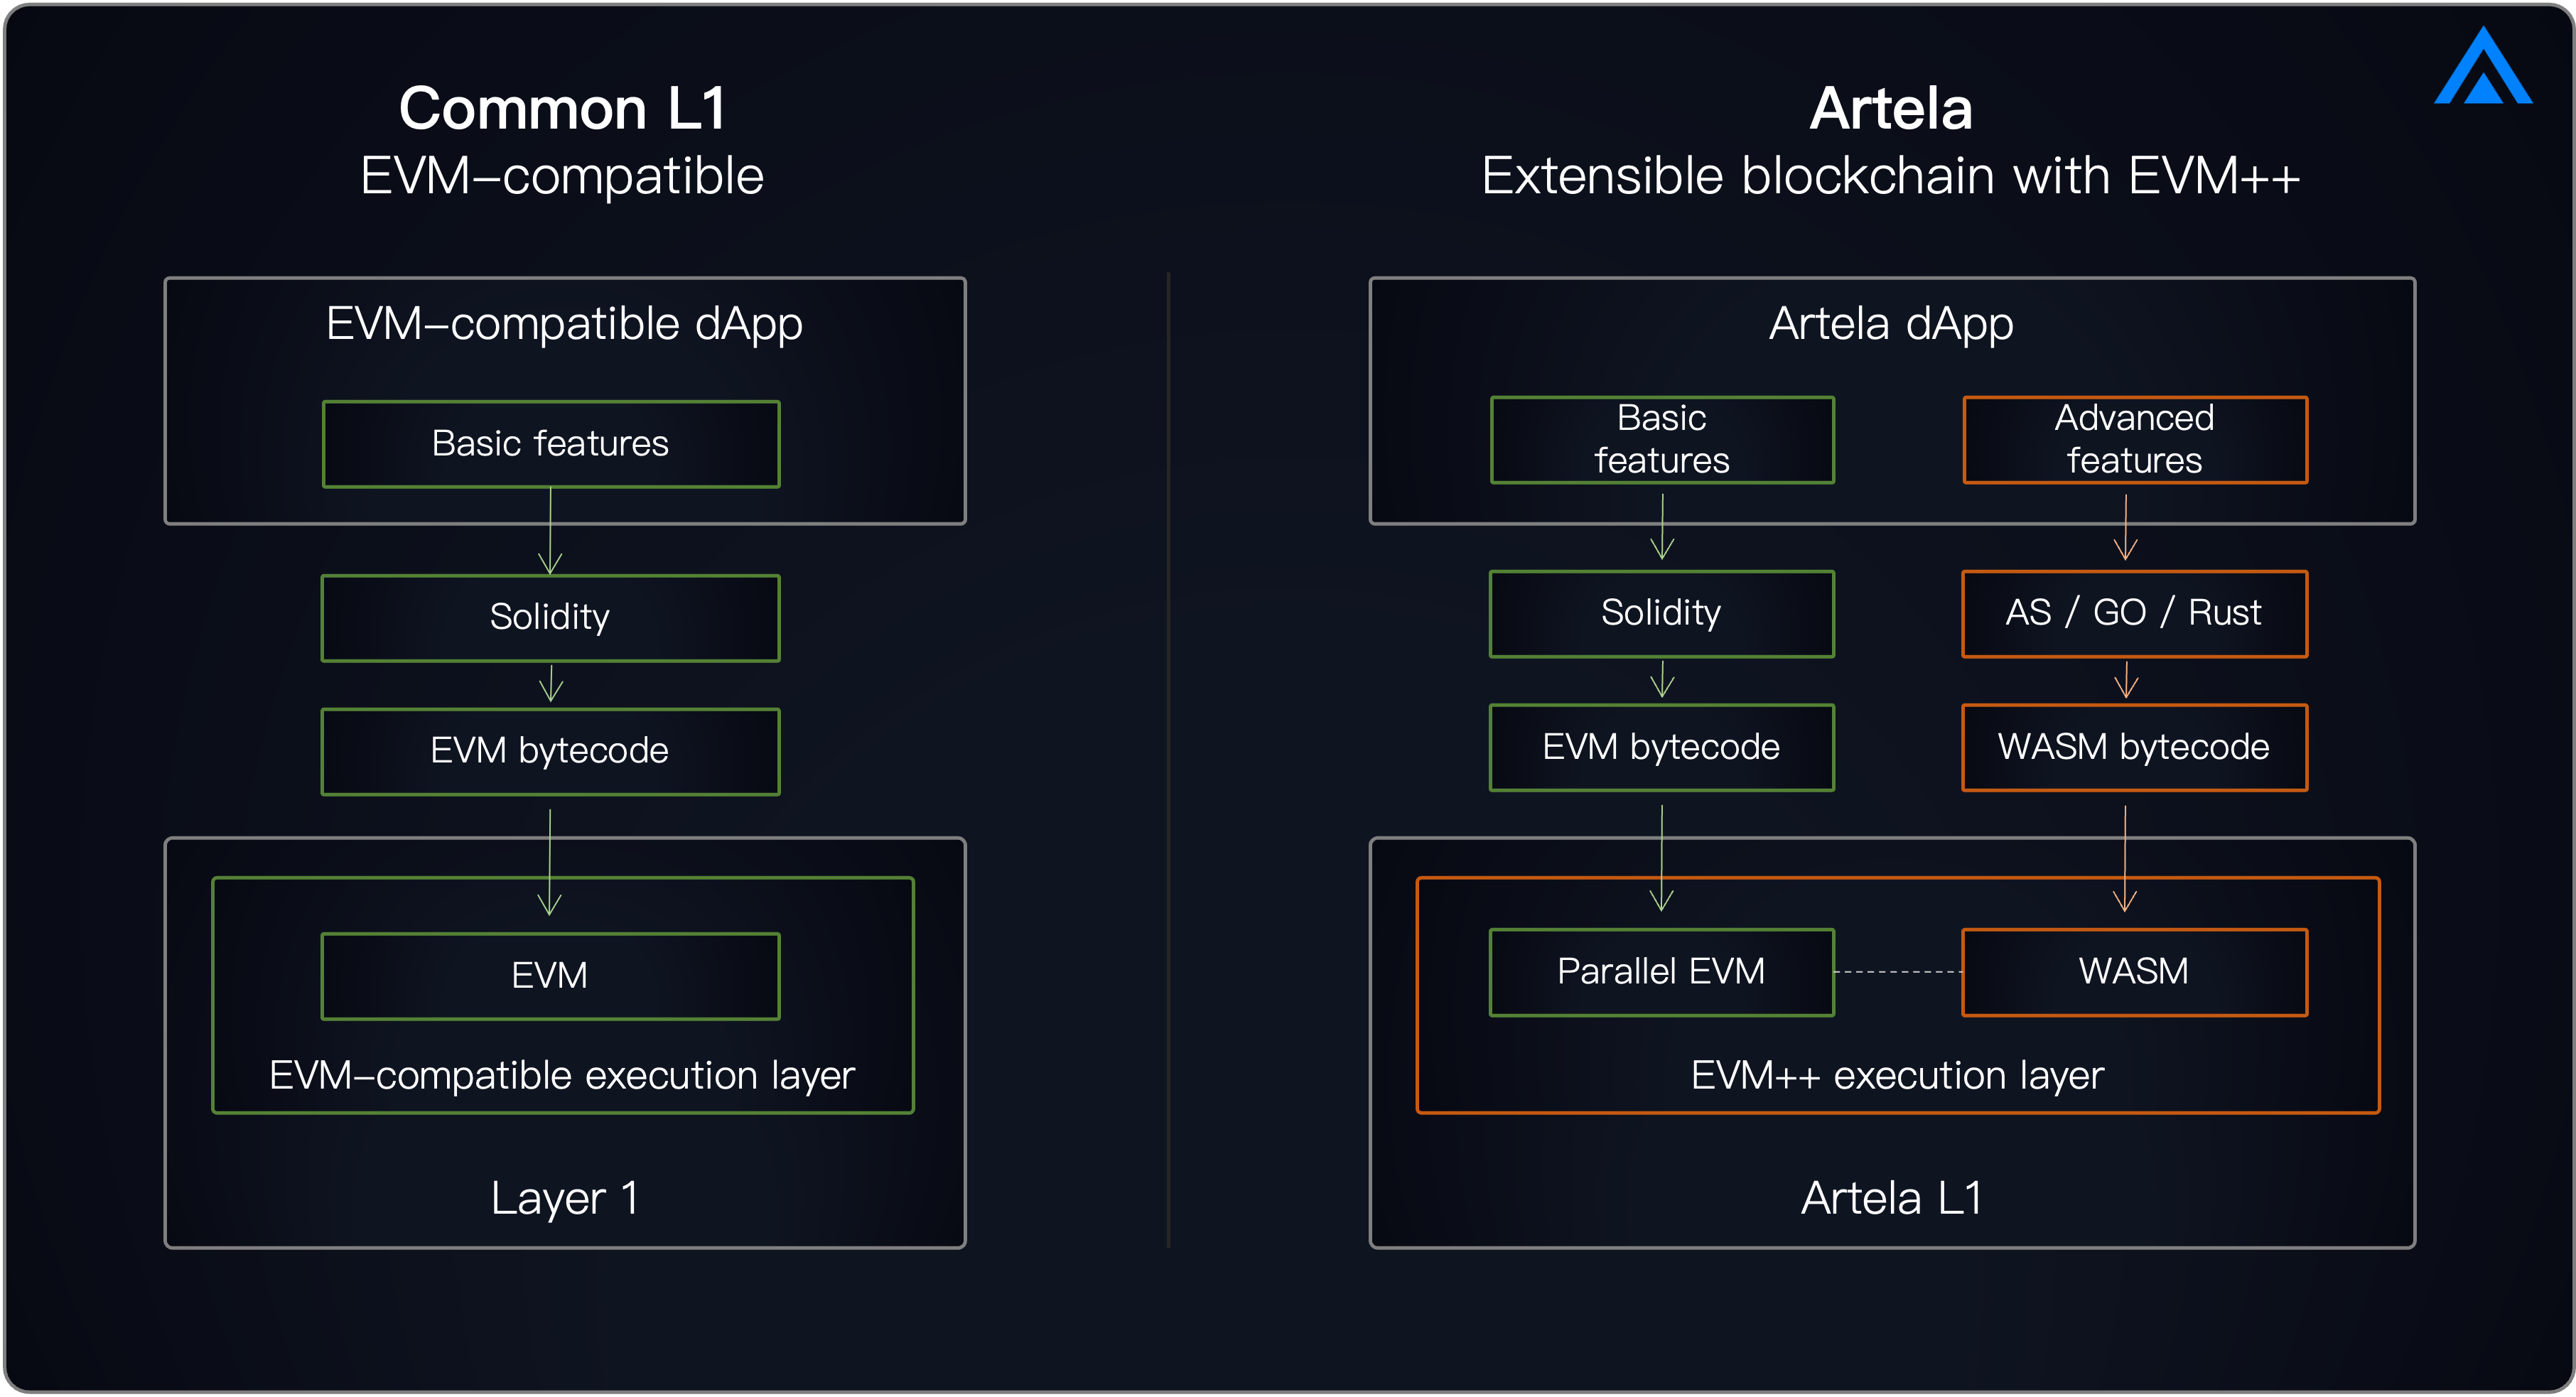 Common L1
EVM–compatible
EVM–compatible dApp
Basic features
Solidity
EVM bytecode
EVM
EVM–compatible execution layer
Layer 1
Artela
Extensible blockchain with EVM++
Artela dApp
Basic
features
Advanced
features
Solidity
AS / GO / Rust
EVM bytecode
WASM bytecode
Parallel EVM
WASM
EVM++ execution layer
Artela L1